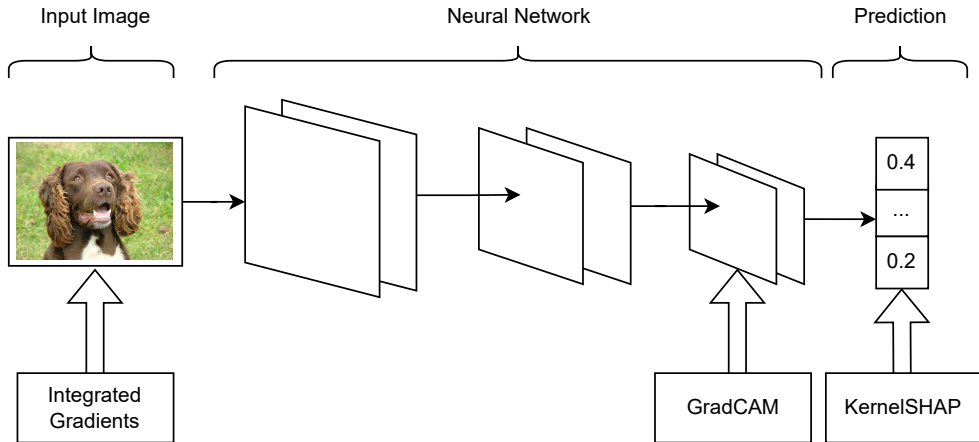 Input Image
Neural Network
Prediction
0.4
...
0.2
Integrated
Gradients
GradCAM
KernelSHAP